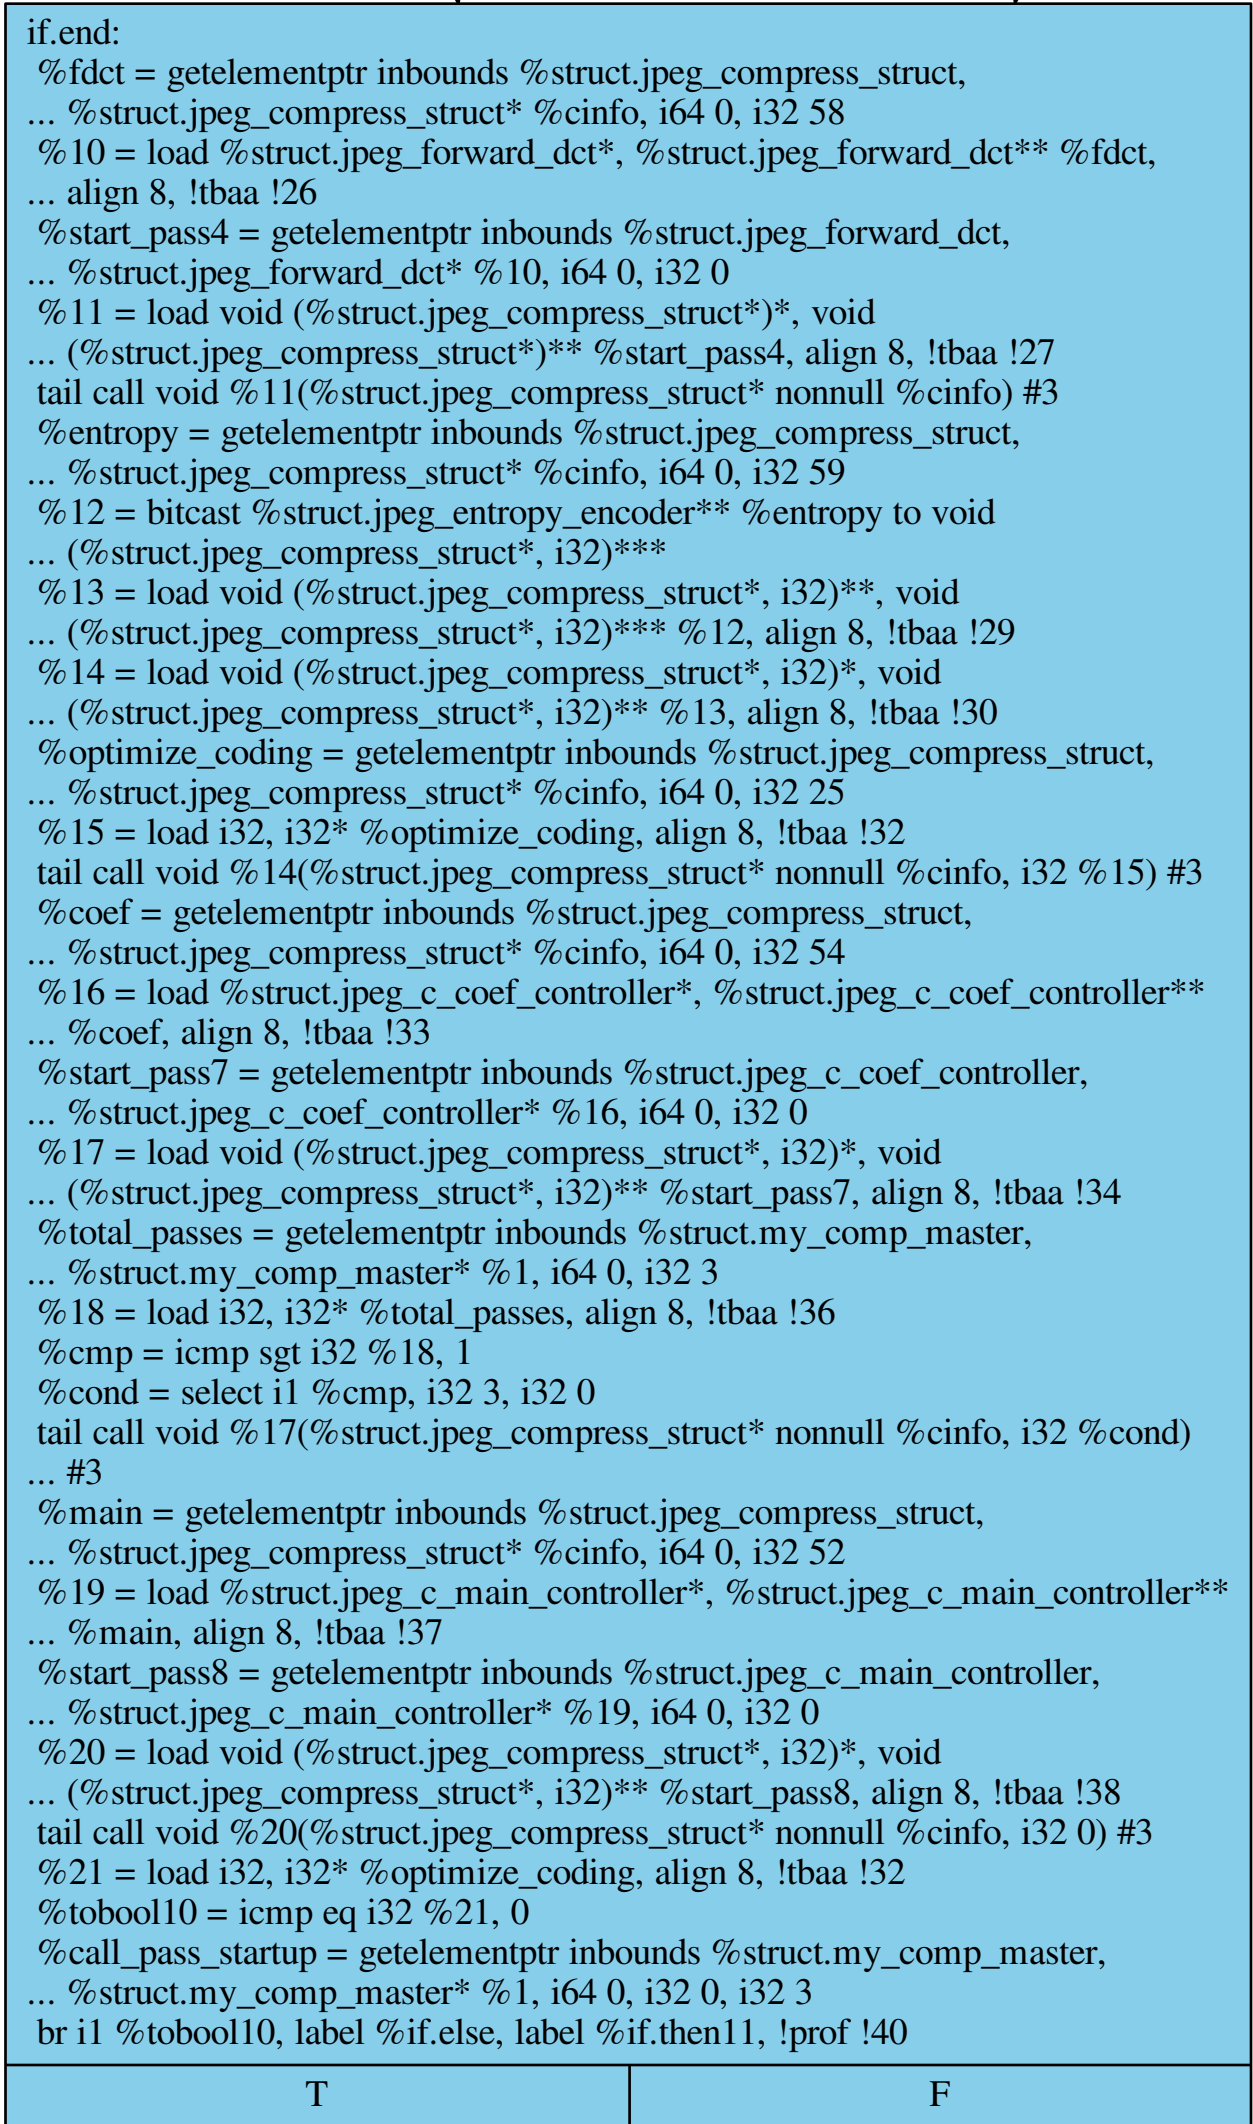 if.end:
%fdct = getelementptr inbounds %struct.jpeg_compress_struct,
... %struct.jpeg_compress_struct* %cinfo, i64 0, i32 58
%10 = load %struct.jpeg_forward_dct*, %struct.jpeg_forward_dct** %fdct,
... align 8, !tbaa !26
%start_pass4 = getelementptr inbounds %struct.jpeg_forward_dct,
... %struct.jpeg_forward_dct* %10, i64 0, i32 0
%11 = load void (%struct.jpeg_compress_struct*)*, void
... (%struct.jpeg_compress_struct*)** %start_pass4, align 8, !tbaa !27
tail call void %11(%struct.jpeg_compress_struct* nonnull %cinfo) #3
%entropy = getelementptr inbounds %struct.jpeg_compress_struct,
... %struct.jpeg_compress_struct* %cinfo, i64 0, i32 59
%12 = bitcast %struct.jpeg_entropy_encoder** %entropy to void
... (%struct.jpeg_compress_struct*, i32)***
%13 = load void (%struct.jpeg_compress_struct*, i32)**, void
... (%struct.jpeg_compress_struct*, i32)*** %12, align 8, !tbaa !29
%14 = load void (%struct.jpeg_compress_struct*, i32)*, void
... (%struct.jpeg_compress_struct*, i32)** %13, align 8, !tbaa !30
%optimize_coding = getelementptr inbounds %struct.jpeg_compress_struct,
... %struct.jpeg_compress_struct* %cinfo, i64 0, i32 25
%15 = load i32, i32* %optimize_coding, align 8, !tbaa !32
tail call void %14(%struct.jpeg_compress_struct* nonnull %cinfo, i32 %15) #3
%coef = getelementptr inbounds %struct.jpeg_compress_struct,
... %struct.jpeg_compress_struct* %cinfo, i64 0, i32 54
%16 = load %struct.jpeg_c_coef_controller*, %struct.jpeg_c_coef_controller**
... %coef, align 8, !tbaa !33
%start_pass7 = getelementptr inbounds %struct.jpeg_c_coef_controller,
... %struct.jpeg_c_coef_controller* %16, i64 0, i32 0
%17 = load void (%struct.jpeg_compress_struct*, i32)*, void
... (%struct.jpeg_compress_struct*, i32)** %start_pass7, align 8, !tbaa !34
%total_passes = getelementptr inbounds %struct.my_comp_master,
... %struct.my_comp_master* %1, i64 0, i32 3
%18 = load i32, i32* %total_passes, align 8, !tbaa !36
%cmp = icmp sgt i32 %18, 1
%cond = select i1 %cmp, i32 3, i32 0
tail call void %17(%struct.jpeg_compress_struct* nonnull %cinfo, i32 %cond)
... #3
%main = getelementptr inbounds %struct.jpeg_compress_struct,
... %struct.jpeg_compress_struct* %cinfo, i64 0, i32 52
%19 = load %struct.jpeg_c_main_controller*, %struct.jpeg_c_main_controller**
... %main, align 8, !tbaa !37
%start_pass8 = getelementptr inbounds %struct.jpeg_c_main_controller,
... %struct.jpeg_c_main_controller* %19, i64 0, i32 0
%20 = load void (%struct.jpeg_compress_struct*, i32)*, void
... (%struct.jpeg_compress_struct*, i32)** %start_pass8, align 8, !tbaa !38
tail call void %20(%struct.jpeg_compress_struct* nonnull %cinfo, i32 0) #3
%21 = load i32, i32* %optimize_coding, align 8, !tbaa !32
%tobool10 = icmp eq i32 %21, 0
%call_pass_startup = getelementptr inbounds %struct.my_comp_master,
... %struct.my_comp_master* %1, i64 0, i32 0, i32 3
br i1 %tobool10, label %if.else, label %if.then11, !prof !40
T
F